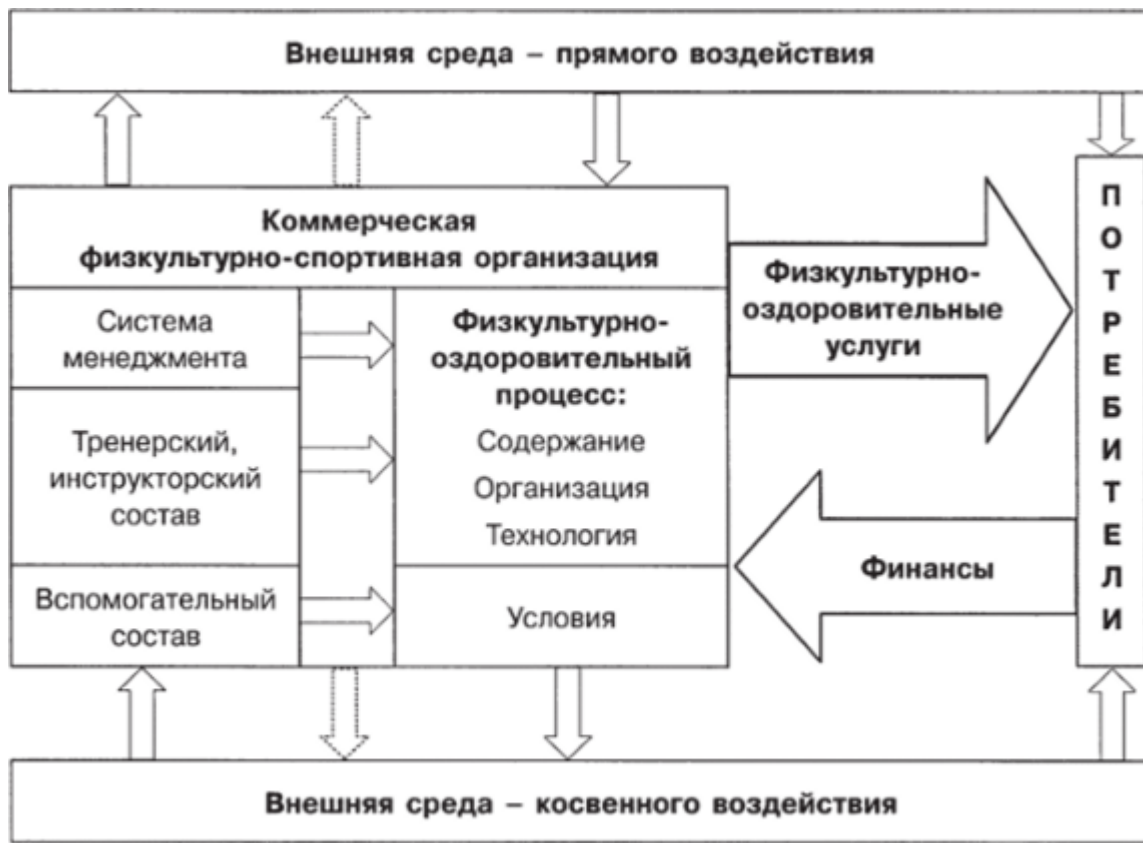 Внешняя среда – прямого воздействия
Коммерческая
физкультурно-спортивная организация
Система
менеджмента
Тренерский,
инструкторский
состав
Вспомогательный
состав
Физкультурно-
оздоровительный
процесс:
Содержание
Организация
Технология
Условия
Физкультурно-
оздоровительные
услуги
Финансы
ПОТРЕБИТЕЛИ
Внешняя среда – косвенного воздействия